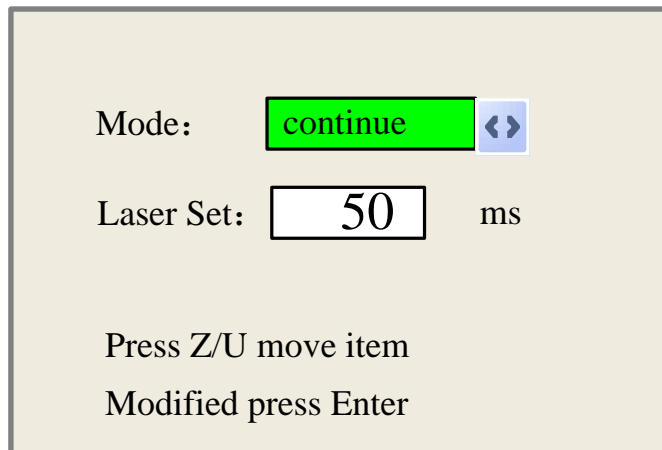 Mode： continue
Laser Set： 50 ms
Press Z/U move item
Modified press Enter